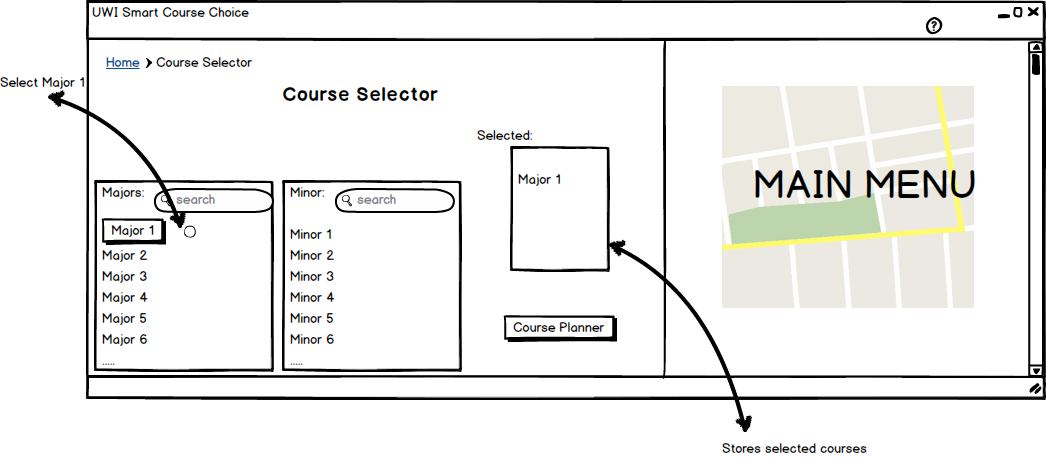 UWI Smart Course Choice
?
Home
Course Selector
Select Major 1
Course Selector
Selected:
Major 1
Majors:
search
Major 1
Major 2
Major 3
Major 4
Major 5
Major 6
.....
Minor:
search
Minor 1
Minor 2
Minor 3
Minor 4
Minor 5
Minor 6
.....
Course Planner
MAIN MENU
Stores selected courses